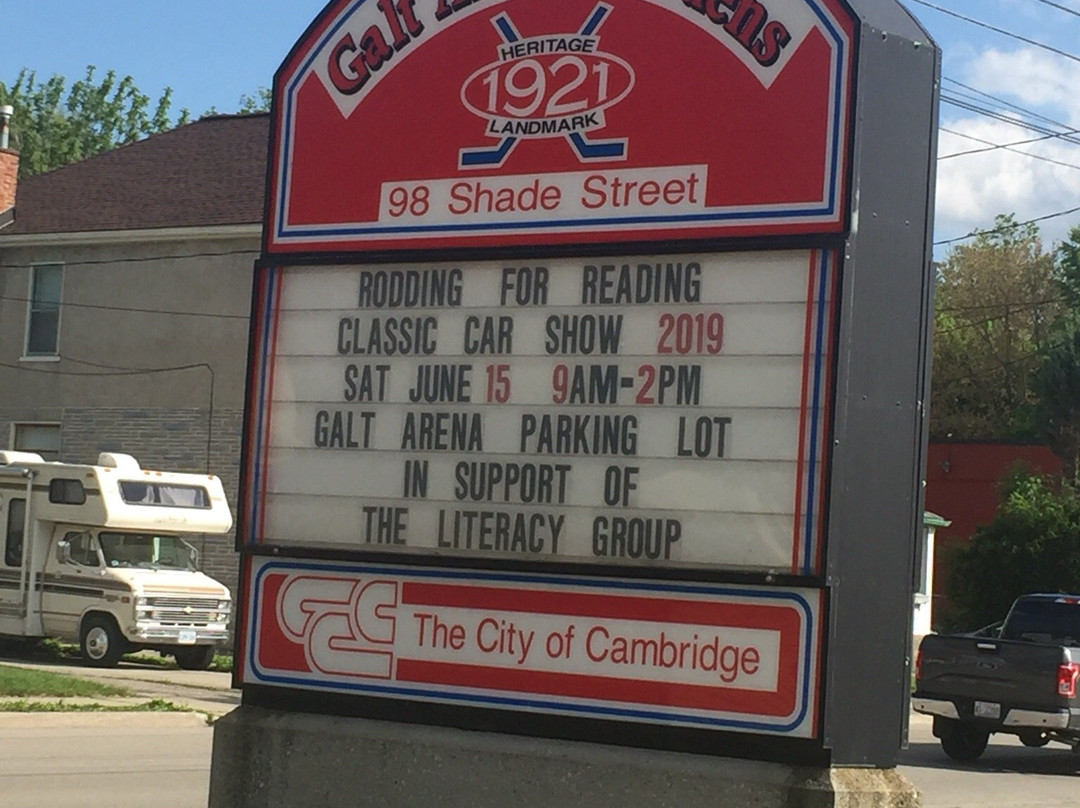 Galt
HERITAGE
1921
LANDMARK
98 Shade Street
RODDING FOR READING
CLASSIC CAR SHOW 2019
SAT JUNE 15 9AM-2PM
GALT ARENA PARKING LOT
IN SUPPORT OF
THE LITERACY GROUP
The City of Cambridge